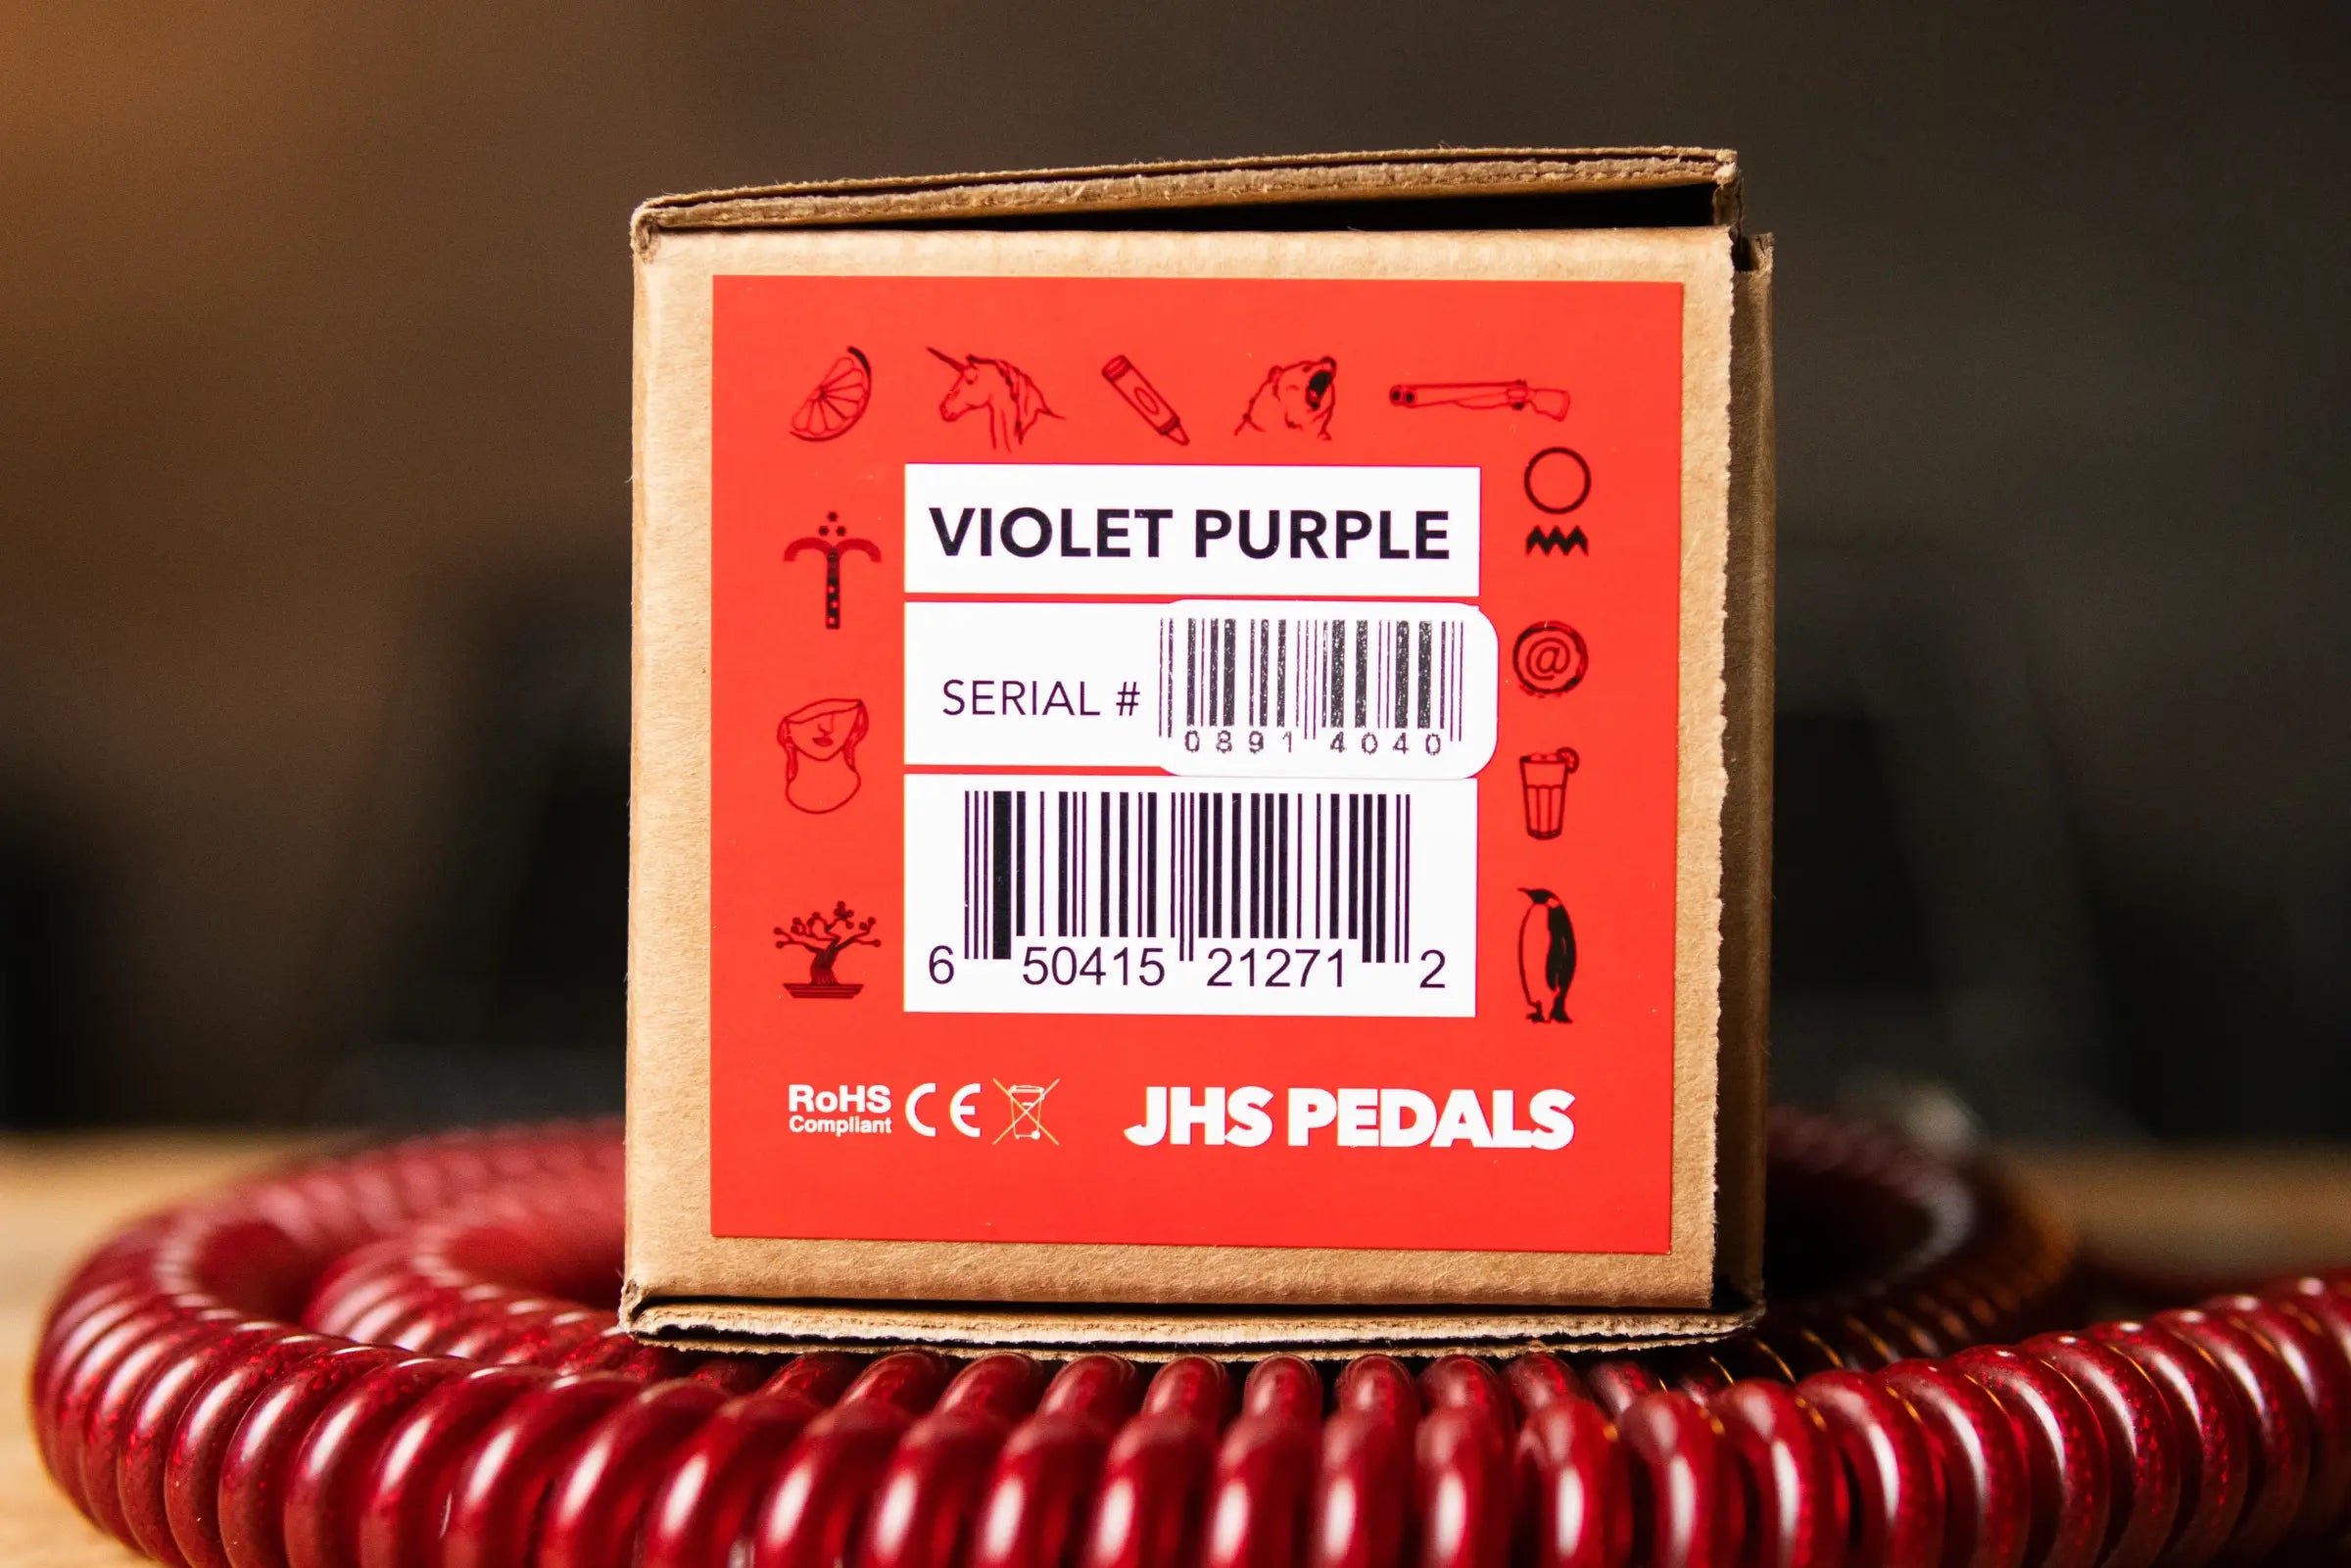 VIOLET PURPLE
SERIAL #
0891 4040
6 50415 21271 2
RoHS
Compliant
CE
JHS PEDALS